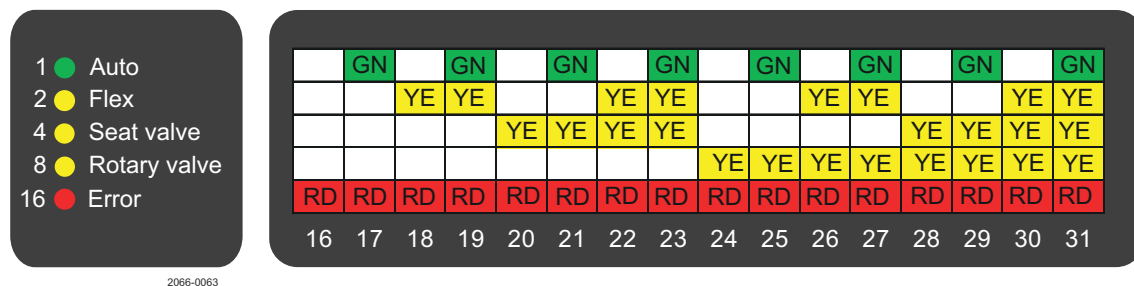 1 Auto
2 Flex
4 Seat valve
8 Rotary valve
16 Error
GN GN GN GN GN GN GN GN
YE YE YE YE YE YE YE YE
YE YE YE YE YE YE YE YE
YE YE YE YE YE YE YE YE
RD RD RD RD RD RD RD RD RD RD RD RD RD RD RD RD
16 17 18 19 20 21 22 23 24 25 26 27 28 29 30 31
2066-0063